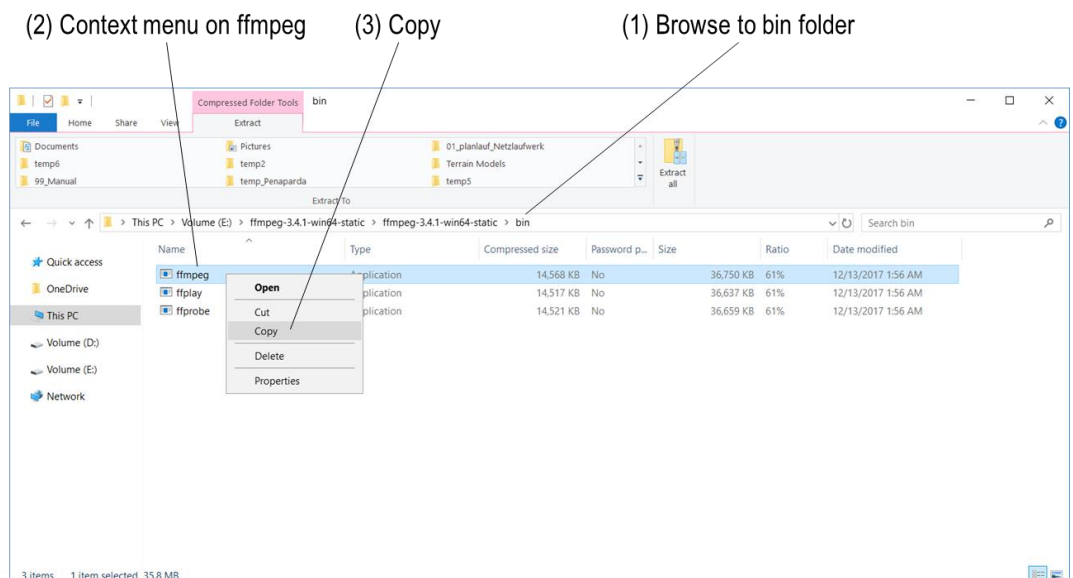 (2) Context menu on ffmpeg (3) Copy (1) Browse to bin folder
Compressed Folder Tools bin
File Home Share View Extract
Documents Pictures 01_planlauf_Netzlaufwerk
temp6 temp2 Terrain Models
99_Manual temp_Penaparda temp5
Extract all
Extract To
This PC > Volume (E:) > ffmpeg-3.4.1-win64-static > ffmpeg-3.4.1-win64-static > bin Search bin
Name Type Compressed size Password p... Size Ratio Date modified
Quick access
OneDrive
This PC
Volume (D:)
Volume (E:)
Network
ffmpeg Application 14,568 KB No 36,750 KB 61% 12/13/2017 1:56 AM
ffplay plication 14,517 KB No 36,637 KB 61% 12/13/2017 1:56 AM
ffprobe plication 14,521 KB No 36,659 KB 61% 12/13/2017 1:56 AM
Open
Cut
Copy
Delete
Properties
3 items 1 item selected 35.8 MB